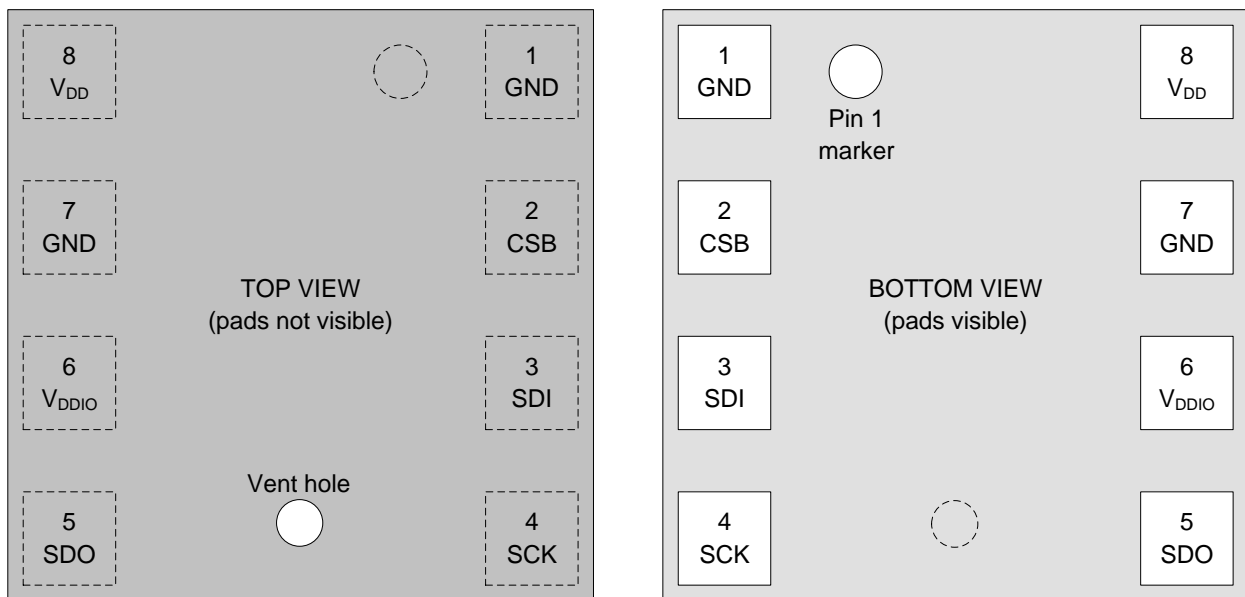 8
VDD
1
GND
7
GND
2
CSB
TOP VIEW
(pads not visible)
6
VDDIO
3
SDI
Vent hole
5
SDO
4
SCK
1
GND
Pin 1
marker
8
VDD
2
CSB
7
GND
BOTTOM VIEW
(pads visible)
3
SDI
6
VDDIO
4
SCK
5
SDO